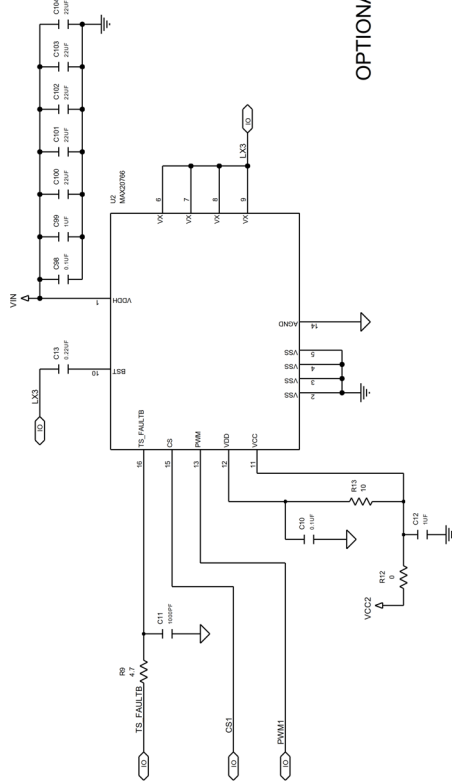 C98
0.1UF
C99
1UF
C100
22UF
C101
22UF
C102
22UF
C103
22UF
C104
22UF
VIN
LX3
IO
C13
0.22UF
U2
MAX20766
10
BST
1
VDDH
6
VX
7
VX
8
VX
9
VX
LX3
IO
OPTIONA
16
TS_FAULTB
15
CS
13
PWM
12
VDD
11
VCC
VSS
2
VSS
3
VSS
4
VSS
5
AGND
14
IO
TS_FAULTB
R9
4.7
C11
1000PF
IO
CS1
IO
PWM1
C10
0.1UF
R13
10
VCC2
R12
0
C12
1UF